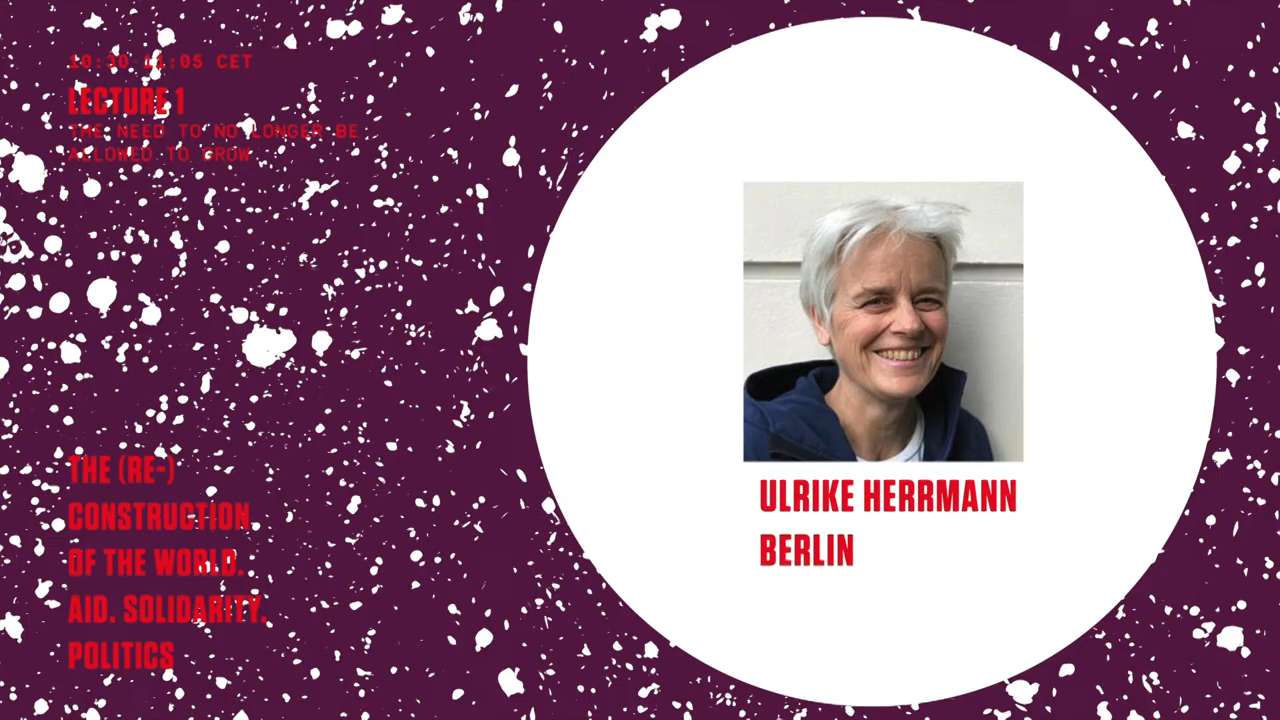 10:30-11:05 CET
LECTURE 1
THE NEED TO NO LONGER BE
ALLOWED TO GROW
THE (RE-)
CONSTRUCTION
OF THE WORLD.
AID. SOLIDARITY.
POLITICS
ULRIKE HERRMANN
BERLIN